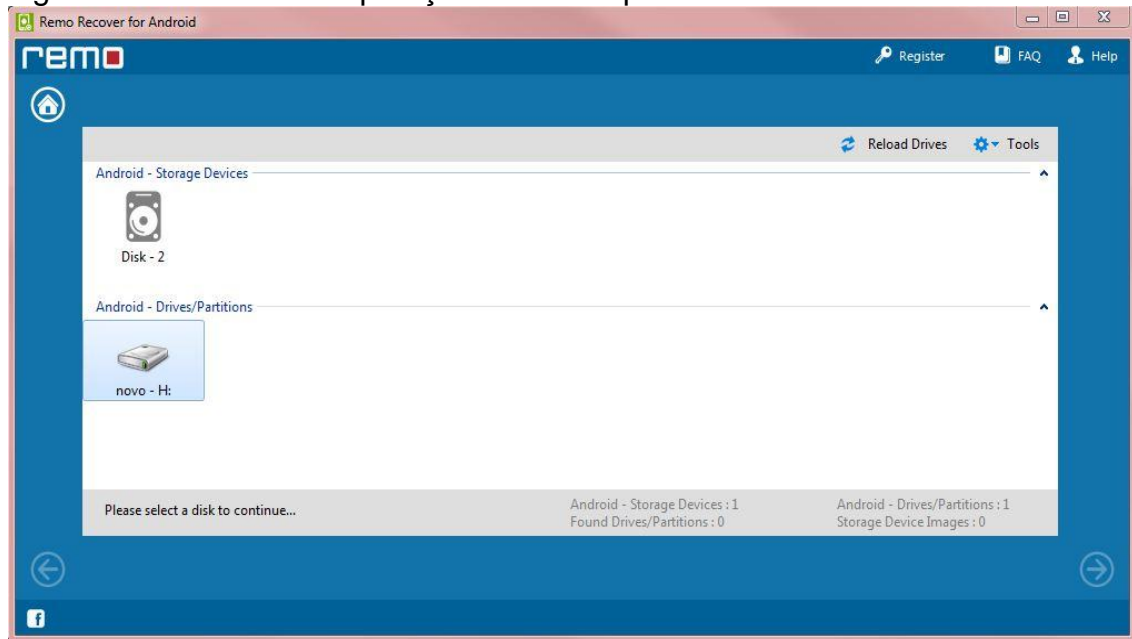 Remo Recover for Android
remo
Register
FAQ
Help
Reload Drives
Tools
Android - Storage Devices
Disk - 2
Android - Drives/Partitions
novo - H:
Please select a disk to continue...
Android - Storage Devices : 1
Android - Drives/Partitions : 1
Found Drives/Partitions : 0
Storage Device Images : 0